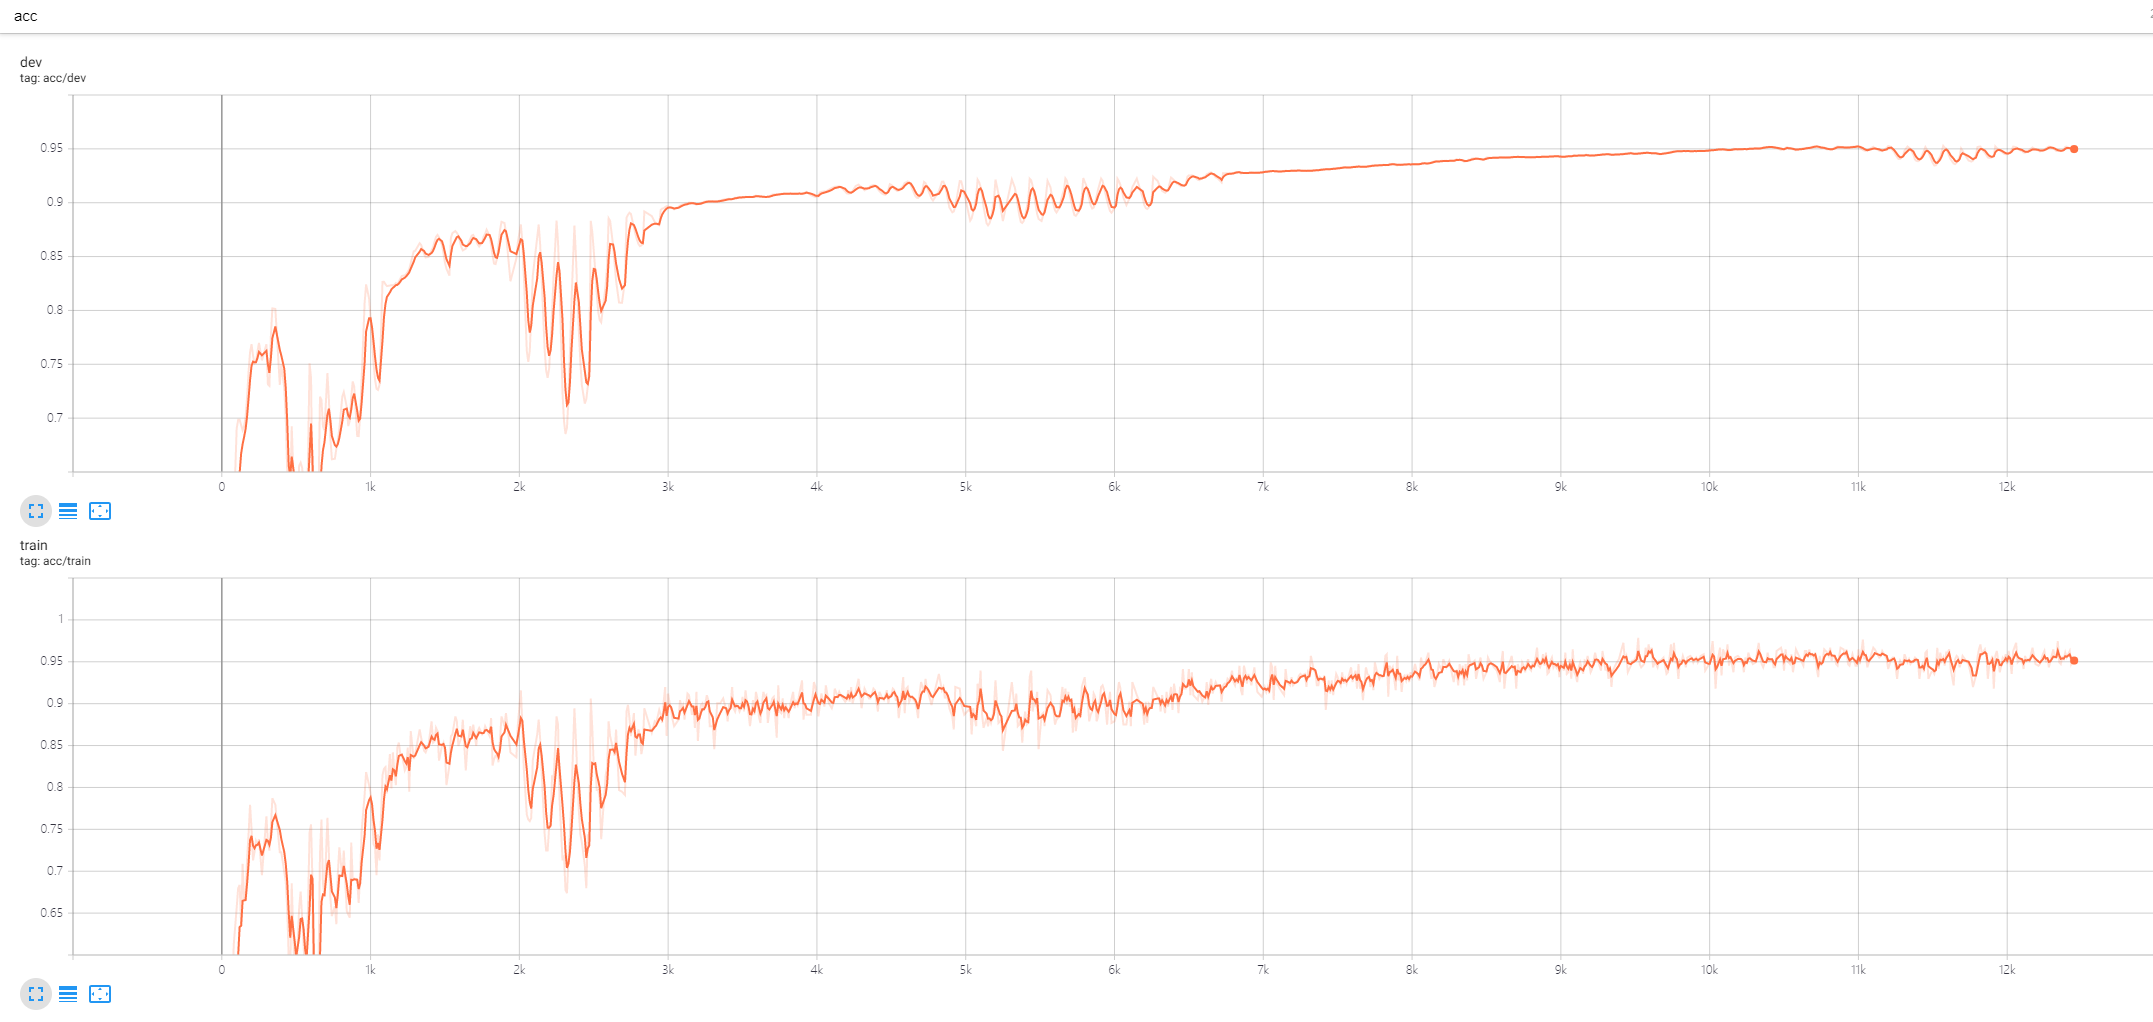 acc
dev
tag: acc/dev
0.95
0.9
0.85
0.8
0.75
0.7
0 1k 2k 3k 4k 5k 6k 7k 8k 9k 10k 11k 12k
train
tag: acc/train
1
0.95
0.9
0.85
0.8
0.75
0.7
0.65
0 1k 2k 3k 4k 5k 6k 7k 8k 9k 10k 11k 12k